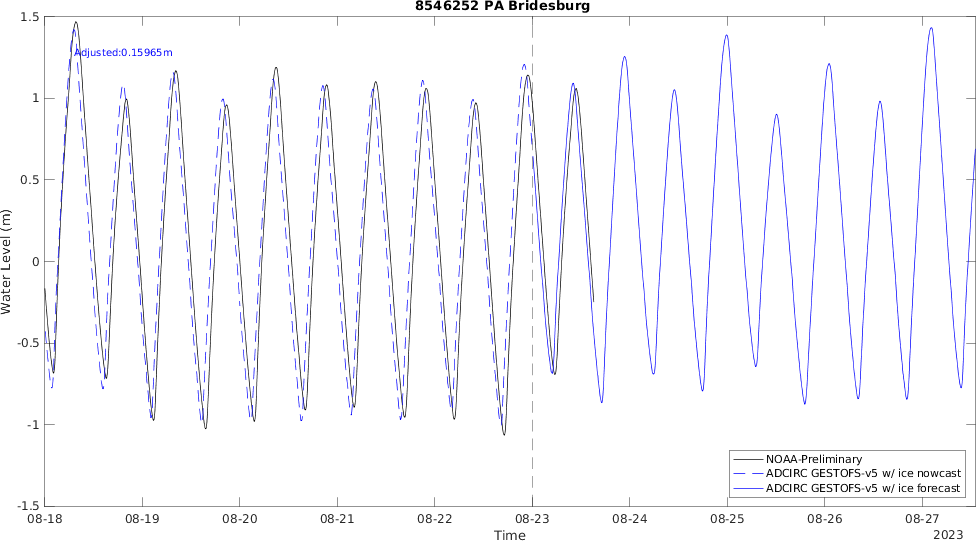 8546252 PA Bridesburg
Adjusted:0.15965m
Water Level (m)
1.5
1
0.5
0
-0.5
-1
-1.5
NOAA-Preliminary
ADCIRC GESTOFS-v5 w/ ice nowcast
ADCIRC GESTOFS-v5 w/ ice forecast
08-18 08-19 08-20 08-21 08-22 08-23 08-24 08-25 08-26 08-27
Time
2023